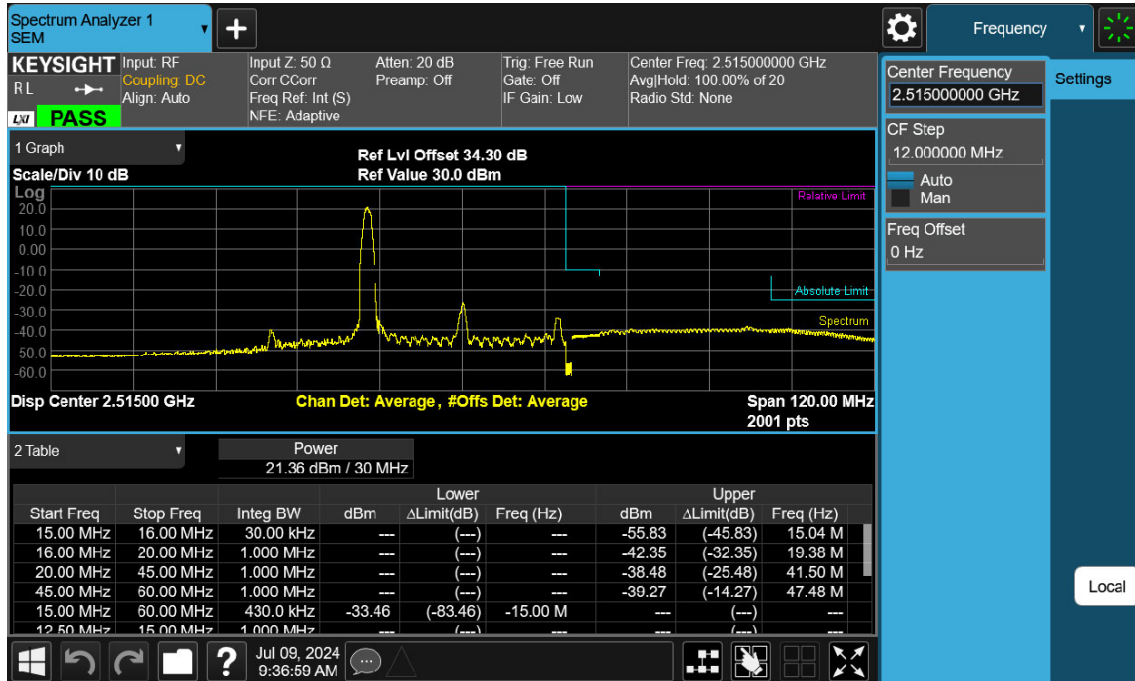 Spectrum Analyzer 1
SEM
Frequency
KEYSIGHT
RL
LXI PASS
Input: RF
Coupling: DC
Align: Auto
Input Z: 50 Ω
Corr CCorr
Freq Ref: Int (S)
NFE: Adaptive
Atten: 20 dB
Preamp: Off
Trig: Free Run
Gate: Off
IF Gain: Low
Center Freq: 2.515000000 GHz
Avg|Hold: 100.00% of 20
Radio Std: None
Center Frequency
2.515000000 GHz
Settings
CF Step
12.000000 MHz
Auto
Man
Freq Offset
0 Hz
1 Graph
Scale/Div 10 dB
Ref Lvl Offset 34.30 dB
Ref Value 30.0 dBm
Log
Relative Limit
20.0
10.0
0.00
-10.0
-20.0
Absolute Limit
-30.0
Spectrum
-40.0
50.0
-60.0
Disp Center 2.51500 GHz
Chan Det: Average, #Offs Det: Average
Span 120.00 MHz
2001 pts
2 Table
Power
21.36 dBm / 30 MHz
Lower Upper
Start Freq Stop Freq Integ BW dBm ΔLimit(dB) Freq (Hz) dBm ΔLimit(dB) Freq (Hz)
15.00 MHz 16.00 MHz 30.00 kHz --- (---) --- -55.83 (-45.83) 15.04 M
16.00 MHz 20.00 MHz 1.000 MHz --- (---) --- -42.35 (-32.35) 19.38 M
20.00 MHz 45.00 MHz 1.000 MHz --- (---) --- -38.48 (-25.48) 41.50 M
45.00 MHz 60.00 MHz 1.000 MHz --- (---) --- -39.27 (-14.27) 47.48 M
15.00 MHz 60.00 MHz 430.0 kHz -33.46 (-83.46) -15.00 M --- (---) ---
12.50 MHz 15.00 MHz 1.000 MHz --- (---) --- --- (---) ---
Local
?
Jul 09, 2024
9:36:59 AM